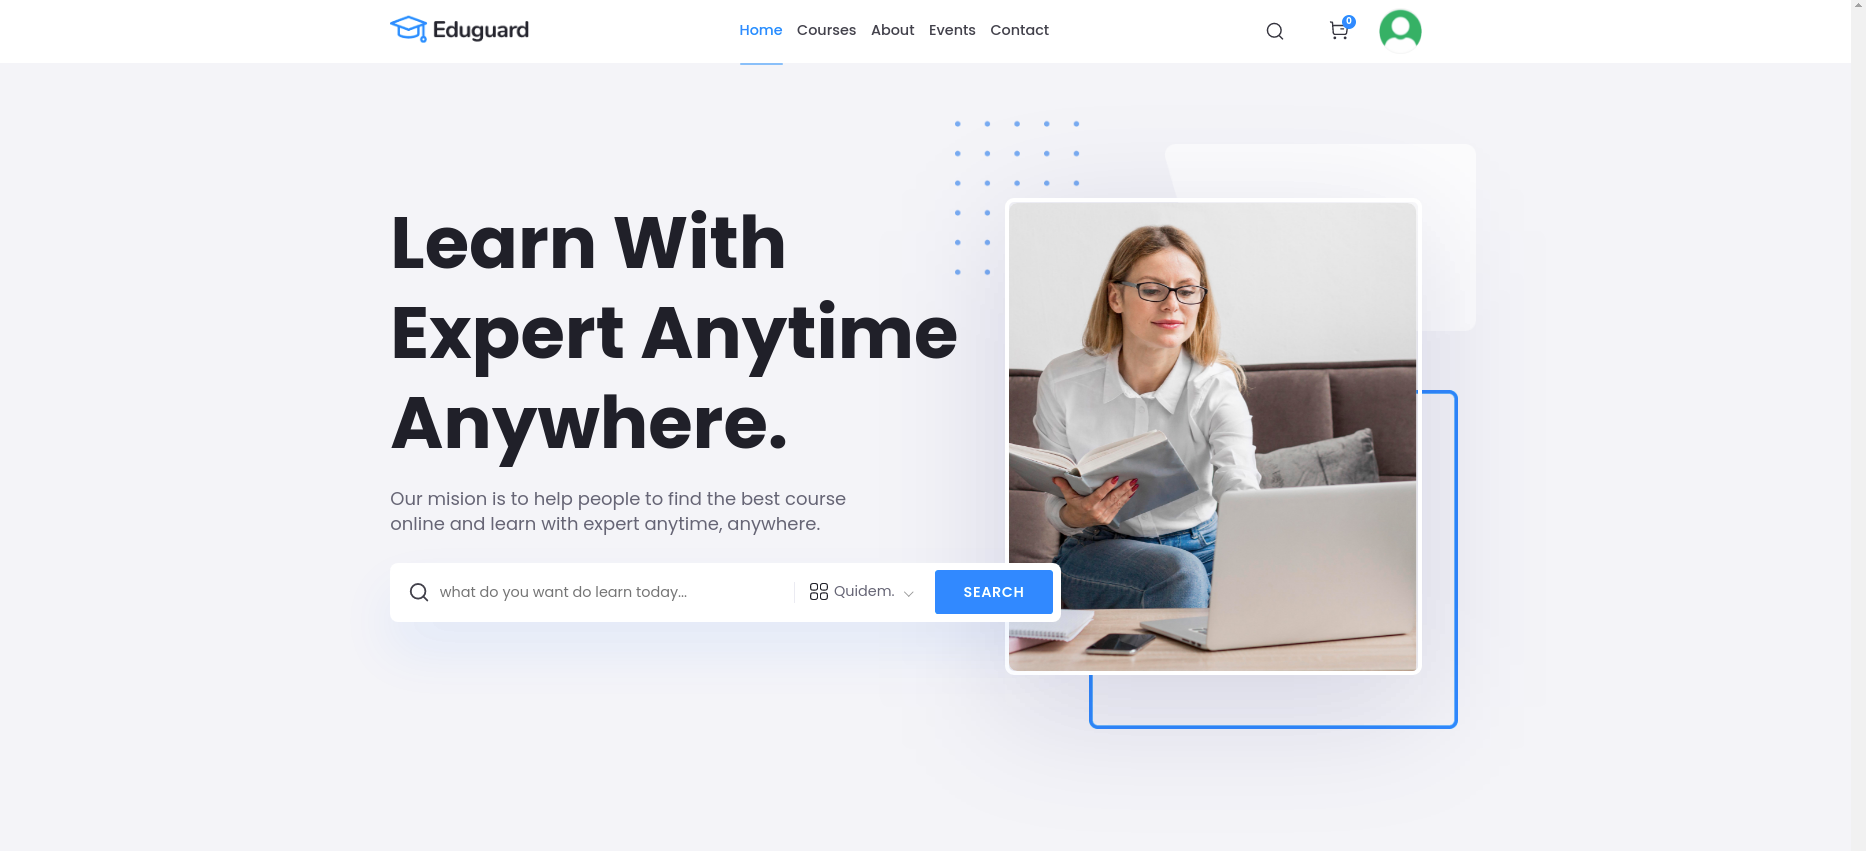 Eduguard
Home Courses About Events Contact
0
Learn With
Expert Anytime
Anywhere.
Our mision is to help people to find the best course
online and learn with expert anytime, anywhere.
what do you want do learn today...
Quidem.
SEARCH